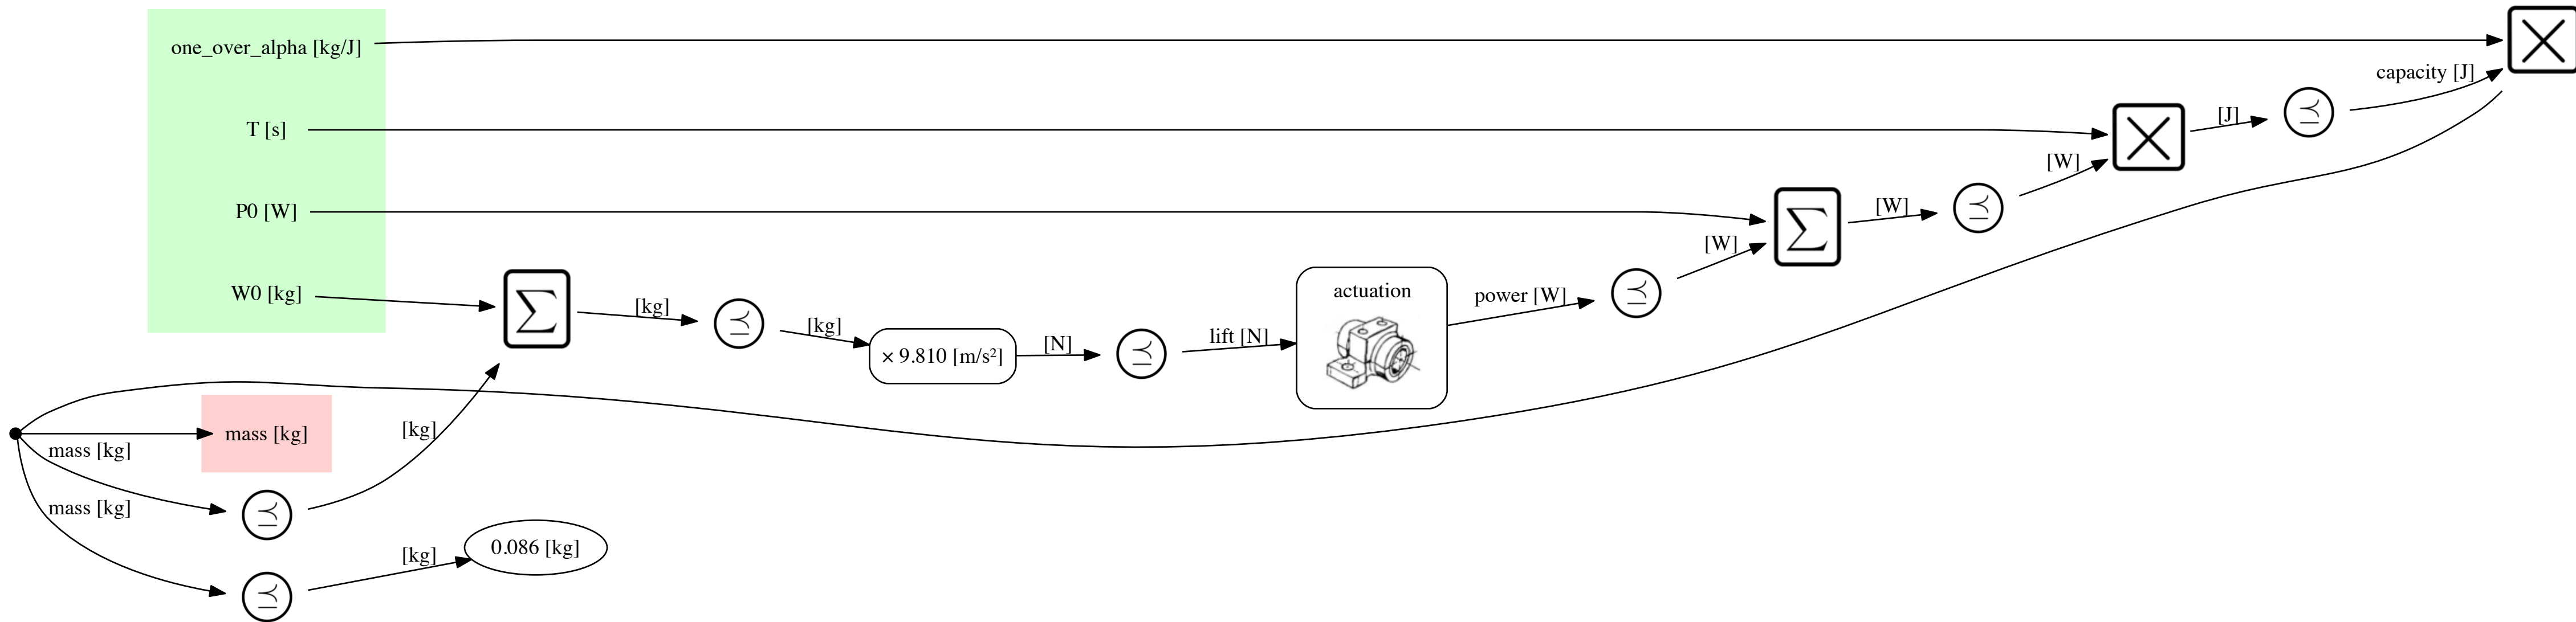 one_over_alpha [kg/J]
capacity [J]
T [s]
[J]
[W]
P0 [W]
[W]
[W]
W0 [kg]
[kg]
[kg]
× 9.810 [m/s²]
[N]
lift [N]
actuation
power [W]
mass [kg]
mass [kg]
[kg]
mass [kg]
[kg]
0.086 [kg]